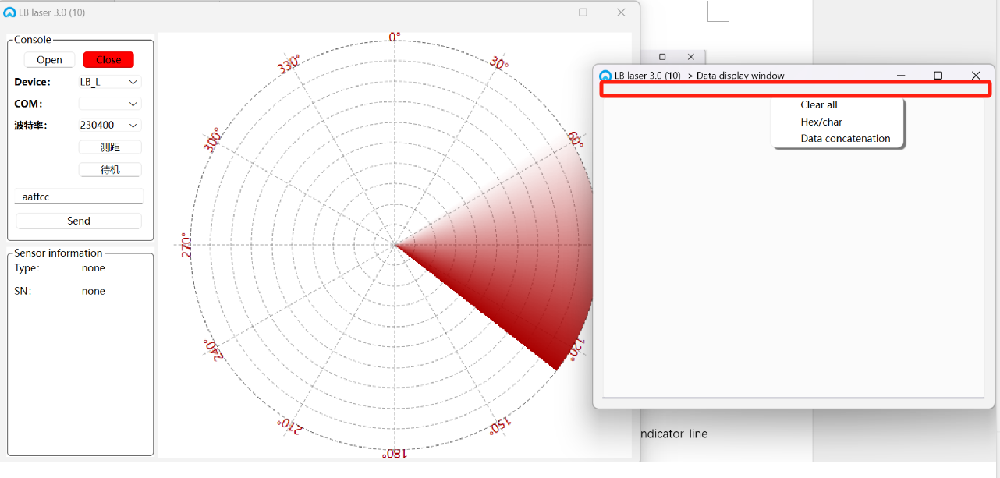 LB laser 3.0 (10)
Console
Open Close
Device: LB_L
COM:
波特率: 230400
测距
待机
aaffcc
Send
Sensor information
Type: none
SN: none
0°
30°
60°
120°
150°
180°
210°
240°
270°
300°
330°
LB laser 3.0 (10) -> Data display window
Clear all
Hex/char
Data concatenation
ndicator line